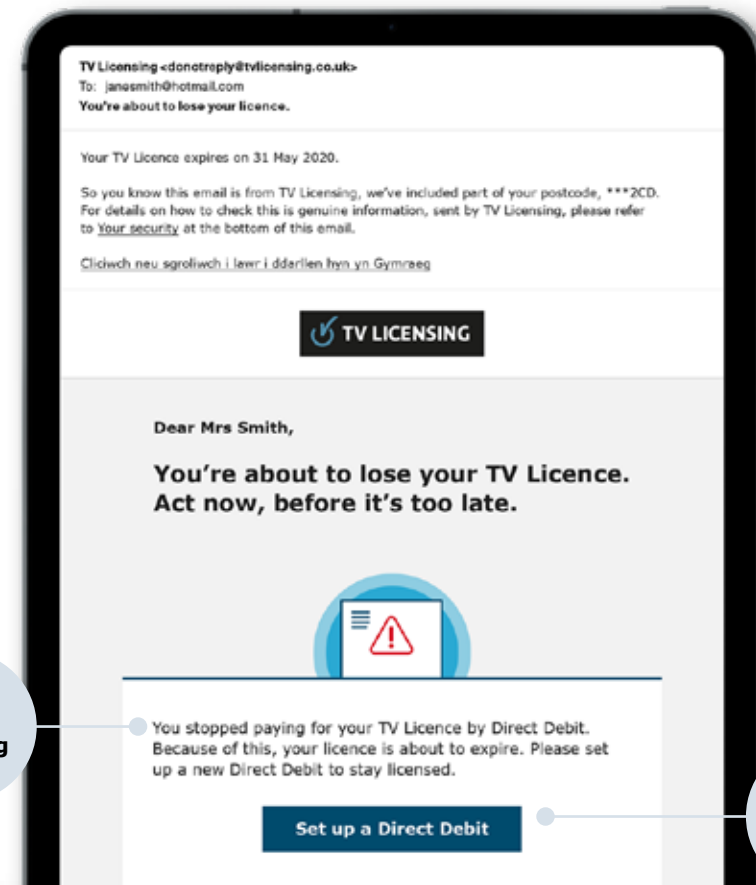 TV Licensing <donotreply@tvlicensing.co.uk>
To: janesmith@hotmail.com
You're about to lose your licence.
Your TV Licence expires on 31 May 2020.
So you know this email is from TV Licensing, we've included part of your postcode, ***2CD.
For details on how to check this is genuine information, sent by TV Licensing, please refer
to Your security at the bottom of this email.
Cliciwch neu sgroliwch i lawr i ddarllen hyn yn Gymraeg
TV LICENSING
Dear Mrs Smith,
You're about to lose your TV Licence.
Act now, before it's too late.
You stopped paying for your TV Licence by Direct Debit.
Because of this, your licence is about to expire. Please set
up a new Direct Debit to stay licensed.
Set up a Direct Debit